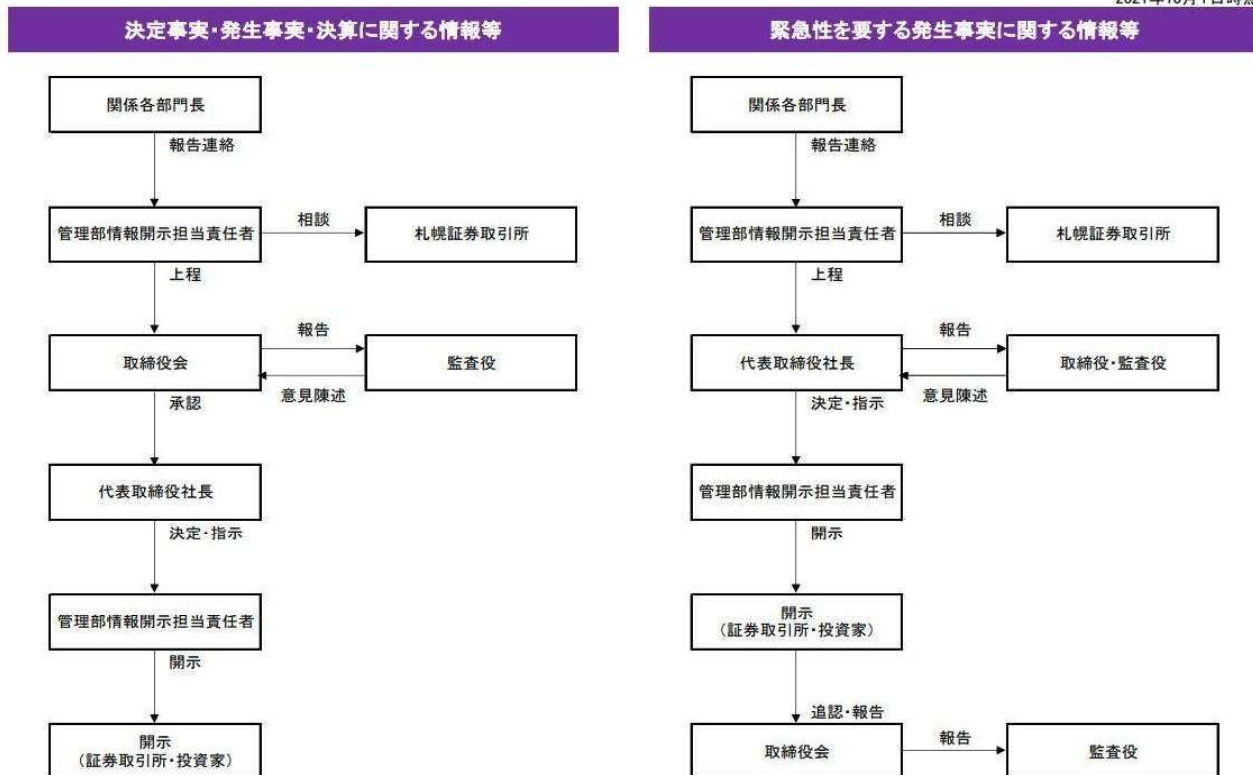 決定事実・発生事実・決算に関する情報等
関係各部門長
報告連絡
管理部情報開示担当責任者
相談
札幌証券取引所
上程
取締役会
報告
監査役
意見陳述
承認
代表取締役社長
決定・指示
管理部情報開示担当責任者
開示
開示
（証券取引所・投資家）
緊急性を要する発生事実に関する情報等
関係各部門長
報告連絡
管理部情報開示担当責任者
相談
札幌証券取引所
上程
代表取締役社長
報告
取締役・監査役
意見陳述
決定・指示
管理部情報開示担当責任者
開示
開示
（証券取引所・投資家）
追認・報告
取締役会
報告
監査役